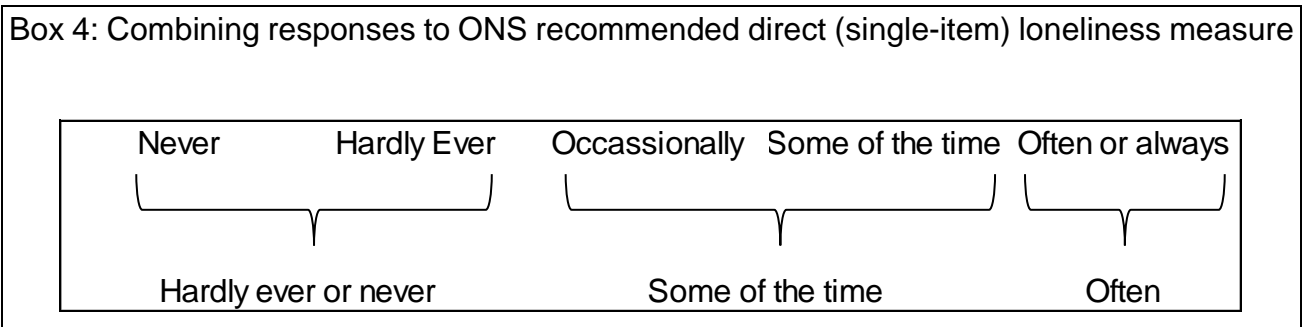 Box 4: Combining responses to ONS recommended direct (single-item) loneliness measure
Never Hardly Ever Occassionally Some of the time Often or always
Hardly ever or never Some of the time Often